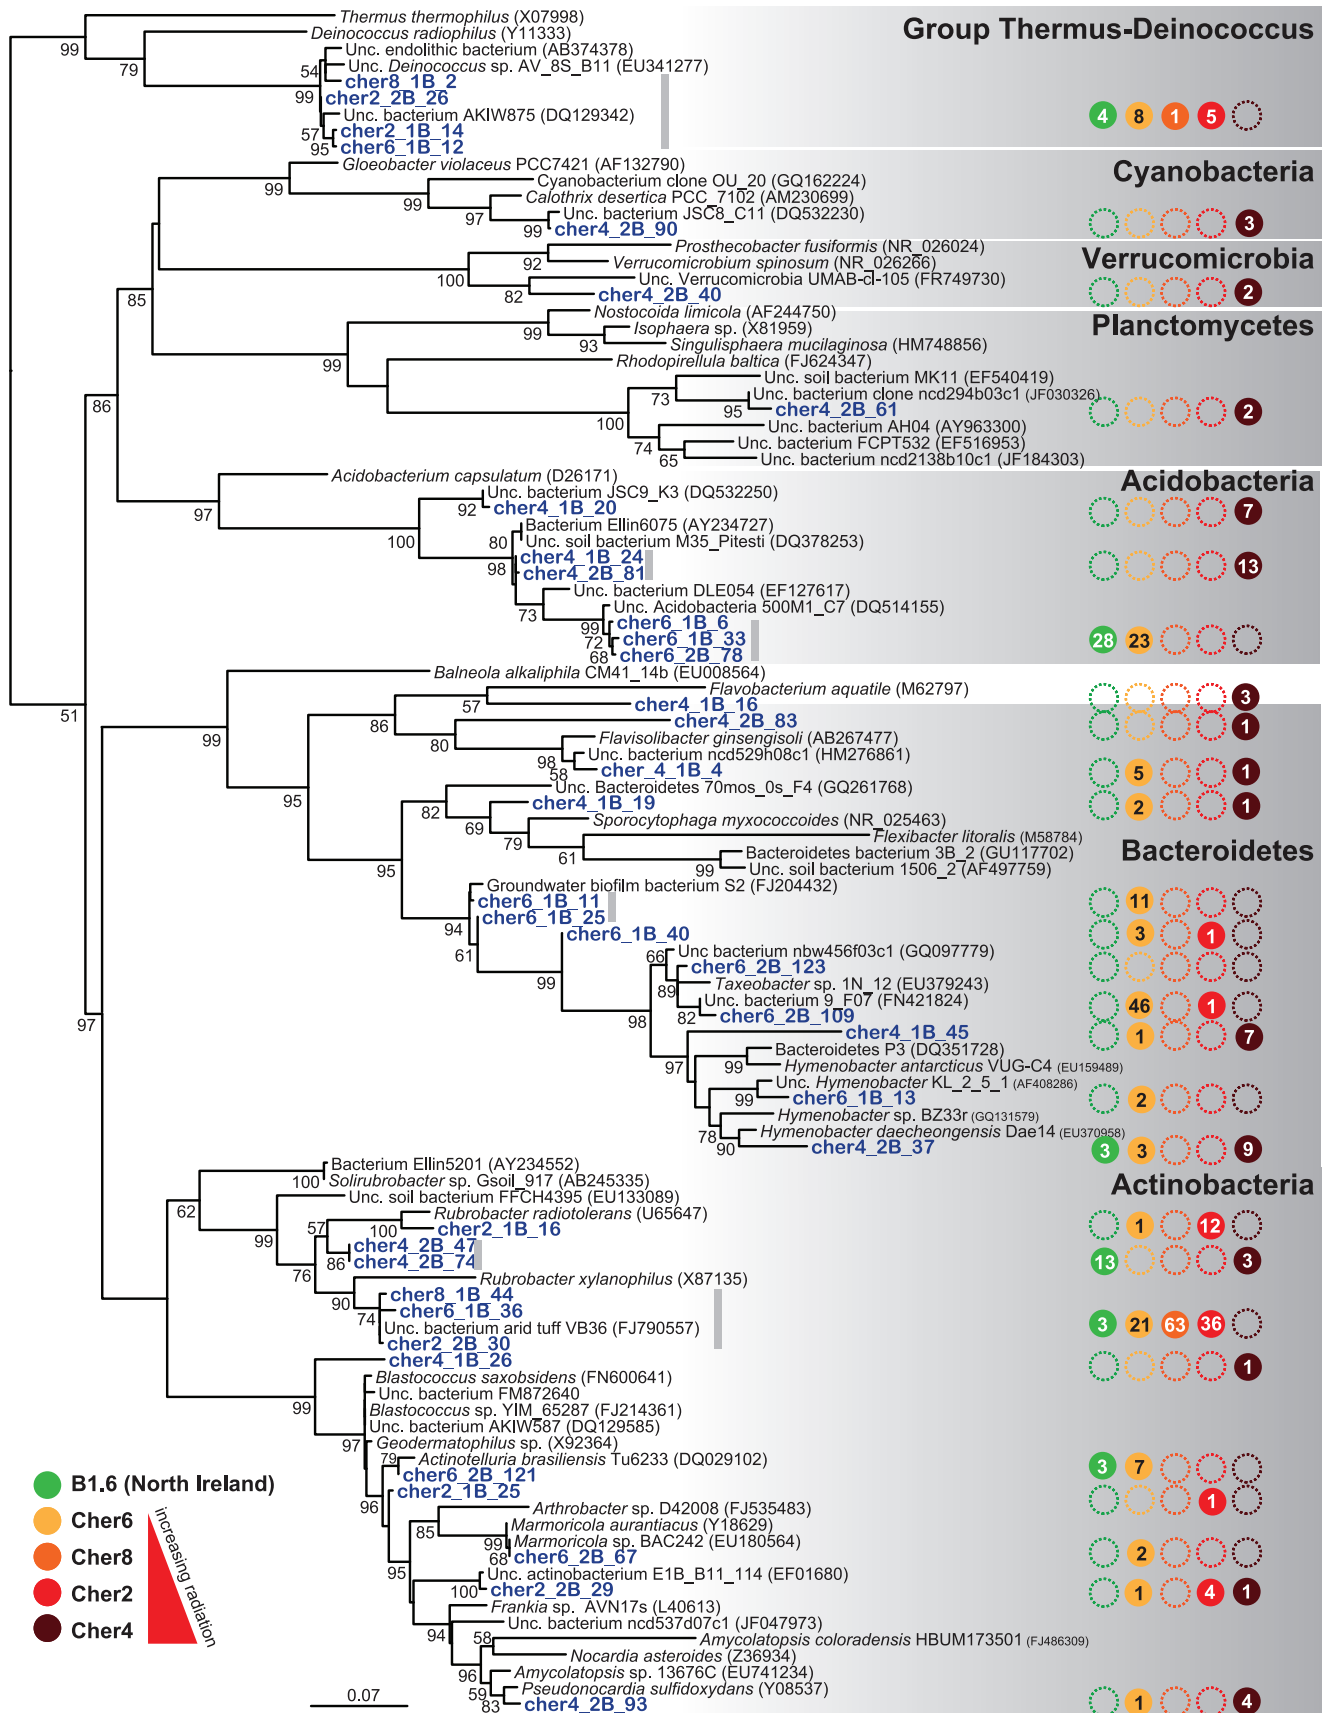 Thermus thermophilus (X07998)
Group Thermus-Deinococcus
99
Deinococcus radiophilus (Y11333)
79
Unc. endolithic bacterium (AB374378)
54
Unc. Deinococcus sp. AV_8S_B11 (EU341277)
cher8_1B_2
99
cher2_2B_26
Unc. bacterium AKIW875 (DQ129342)
4 8 1 5
57
cher2_1B_14
95
cher6_1B_12
Gloeobacter violaceus PCC7421 (AF132790)
Cyanobacteria
99
Cyanobacterium clone OU_20 (GQ162224)
99
Calothrix desertica PCC_7102 (AM230699)
97
Unc. bacterium JSC8_C11 (DQ532230)
99
cher4_2B_90
3
Prosthecobacter fusiformis (NR_026024)
Verrucomicrobia
92
Verrucomicrobium spinosum (NR_026266)
100
Unc. Verrucomicrobia UMAB-cl-105 (FR749730)
82
cher4_2B_40
2
85
Nostocoida limicola (AF244750)
Planctomycetes
99
Isophaera sp. (X81959)
93
Singulisphaera mucilaginosa (HM748856)
99
Rhodopirellula baltica (FJ624347)
Unc. soil bacterium MK11 (EF540419)
73
Unc. bacterium clone ncd294b03c1 (JF030326)
95
cher4_2B_61
2
86
100
Unc. bacterium AH04 (AY963300)
74
Unc. bacterium FCPT532 (EF516953)
65
Unc. bacterium ncd2138b10c1 (JF184303)
Acidobacterium capsulatum (D26171)
Acidobacteria
97
Unc. bacterium JSC9_K3 (DQ532250)
92
cher4_1B_20
7
100
Bacterium Ellin6075 (AY234727)
80
Unc. soil bacterium M35_Pitesti (DQ378253)
cher4_1B_24
98
cher4_2B_81
13
Unc. bacterium DLE054 (EF127617)
73
Unc. Acidobacteria 500M1_C7 (DQ514155)
99
cher6_1B_6
72
cher6_1B_33
28 23
68
cher6_2B_78
Balneola alkaliphila CM41_14b (EU008564)
51
99
Flavobacterium aquatile (M62797)
57
cher4_1B_16
3
86
cher4_2B_83
1
80
Flavisolibacter ginsengisoli (AB267477)
98
Unc. bacterium ncd529h08c1 (HM276861)
58
cher_4_1B_4
5 1
95
Unc. Bacteroidetes 70mos_0s_F4 (GQ261768)
82
cher4_1B_19
2 1
69
Sporocytophaga myxococcoides (NR_025463)
79
Flexibacter litoralis (M58784)
61
Bacteroidetes bacterium 3B_2 (GU117702)
Bacteroidetes
99
Unc. soil bacterium 1506_2 (AF497759)
95
Groundwater biofilm bacterium S2 (FJ204432)
cher6_1B_11
11
94
cher6_1B_25
61
cher6_1B_40
3 1
99
Unc bacterium nbw456f03c1 (GQ097779)
66
cher6_2B_123
89
Taxeobacter sp. 1N_12 (EU379243)
Unc. bacterium 9_F07 (FN421824)
46 1
82
cher6_2B_109
98
cher4_1B_45
1 7
97
Bacteroidetes P3 (DQ351728)
97
99
Hymenobacter antarcticus VUG-C4 (EU159489)
Unc. Hymenobacter KL_2_5_1 (AF408286)
99
cher6_1B_13
2
Hymenobacter sp. BZ33r (GQ131579)
78
Hymenobacter daecheongensis Dae14 (EU370958)
90
cher4_2B_37
3 3 9
Bacterium Ellin5201 (AY234552)
Actinobacteria
100
Solirubrobacter sp. Gsoil_917 (AB245335)
62
Unc. soil bacterium FFCH4395 (EU133089)
99
Rubrobacter radiotolerans (U65647)
57
100
cher2_1B_16
1 12
cher4_2B_47
86
cher4_2B_74
13 3
76
Rubrobacter xylanophilus (X87135)
90
cher8_1B_44
74
cher6_1B_36
Unc. bacterium arid tuff VB36 (FJ790557)
3 21 63 36
cher2_2B_30
cher4_1B_26
1
99
Blastococcus saxobsidens (FN600641)
Unc. bacterium FM872640
Blastococcus sp. YIM_65287 (FJ214361)
Unc. bacterium AKIW587 (DQ129585)
97
Geodermatophilus sp. (X92364)
79
Actinotelluria brasiliensis Tu6233 (DQ029102)
cher6_2B_121
3 7
cher2_1B_25
1
96
Arthrobacter sp. D42008 (FJ535483)
85
Marmoricola aurantiacus (Y18629)
99
Marmoricola sp. BAC242 (EU180564)
68
cher6_2B_67
2
95
Unc. actinobacterium E1B_B11_114 (EF01680)
100
cher2_2B_29
1 4 1
Frankia sp. AVN17s (L40613)
94
Unc. bacterium ncd537d07c1 (JF047973)
58
Amycolatopsis coloradensis HBUM173501 (FJ486309)
Nocardia asteroides (Z36934)
96
Amycolatopsis sp. 13676C (EU741234)
59
Pseudonocardia sulfidoxydans (Y08537)
83
cher4_2B_93
1 4
B1.6 (North Ireland)
Cher6
Cher8
Cher2
Cher4
increasing radiation
0.07